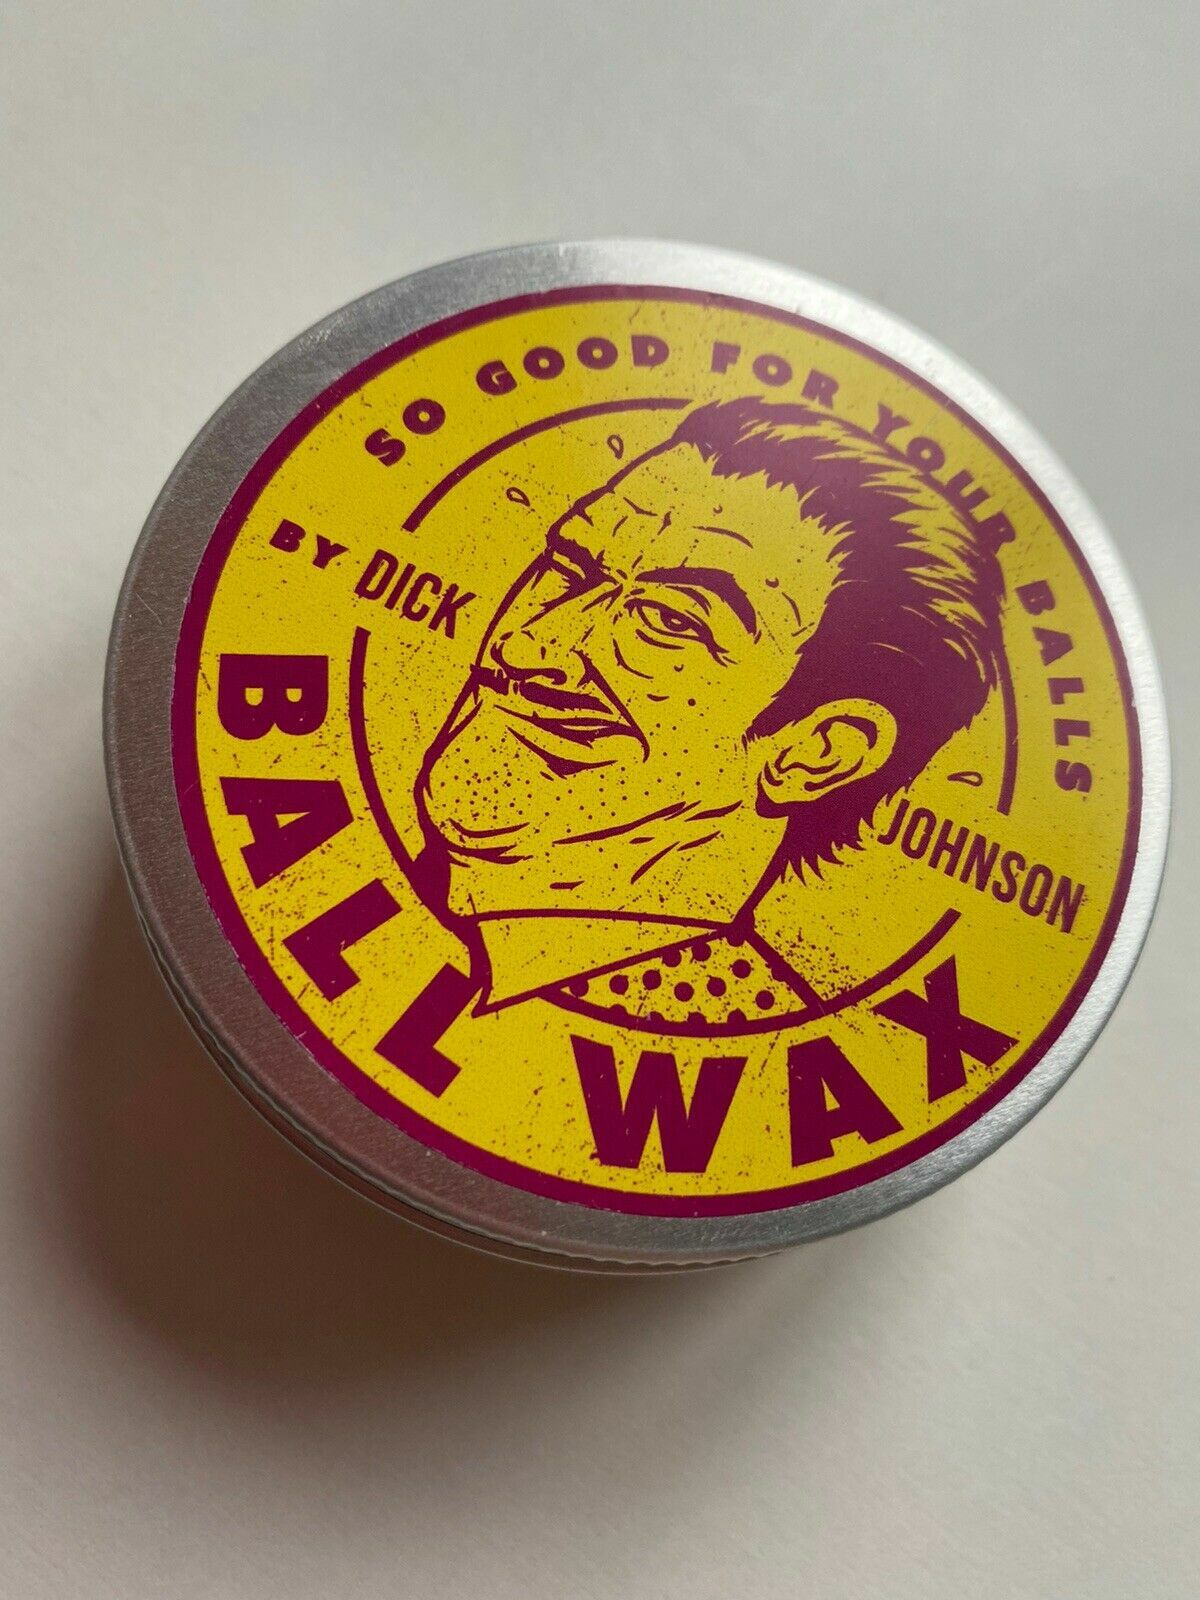 SO GOOD FOR YOUR BALLS
BY DICK JOHNSON
BALL WAX